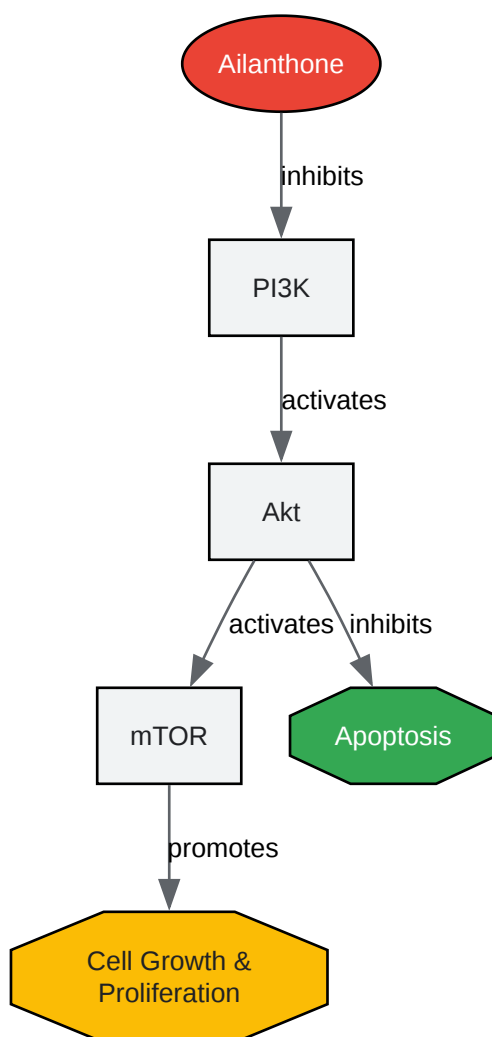 Ailanthone
inhibits
PI3K
activates
Akt
activates
inhibits
mTOR
Apoptosis
promotes
Cell Growth &
Proliferation